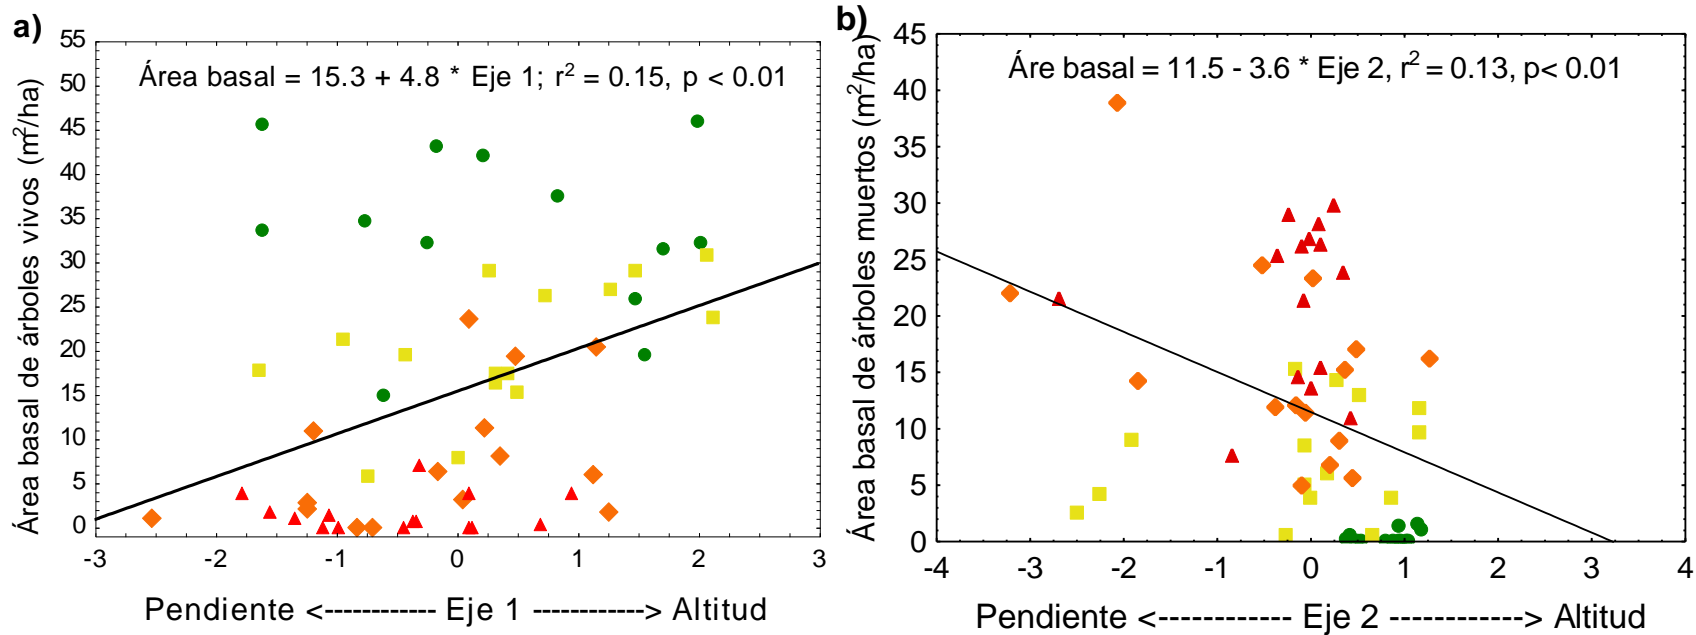 a)
Área basal de árboles vivos (m²/ha)
55
50
45
40
35
30
25
20
15
10
5
0
Área basal = 15.3 + 4.8 * Eje 1; r² = 0.15, p < 0.01
-3 -2 -1 0 1 2 3
Pendiente <------------ Eje 1 ------------> Altitud
b)
Área basal de árboles muertos (m²/ha)
45
40
35
30
25
20
15
10
5
0
Áre basal = 11.5 - 3.6 * Eje 2, r² = 0.13, p< 0.01
-4 -3 -2 -1 0 1 2 3 4
Pendiente <------------ Eje 2 ------------> Altitud